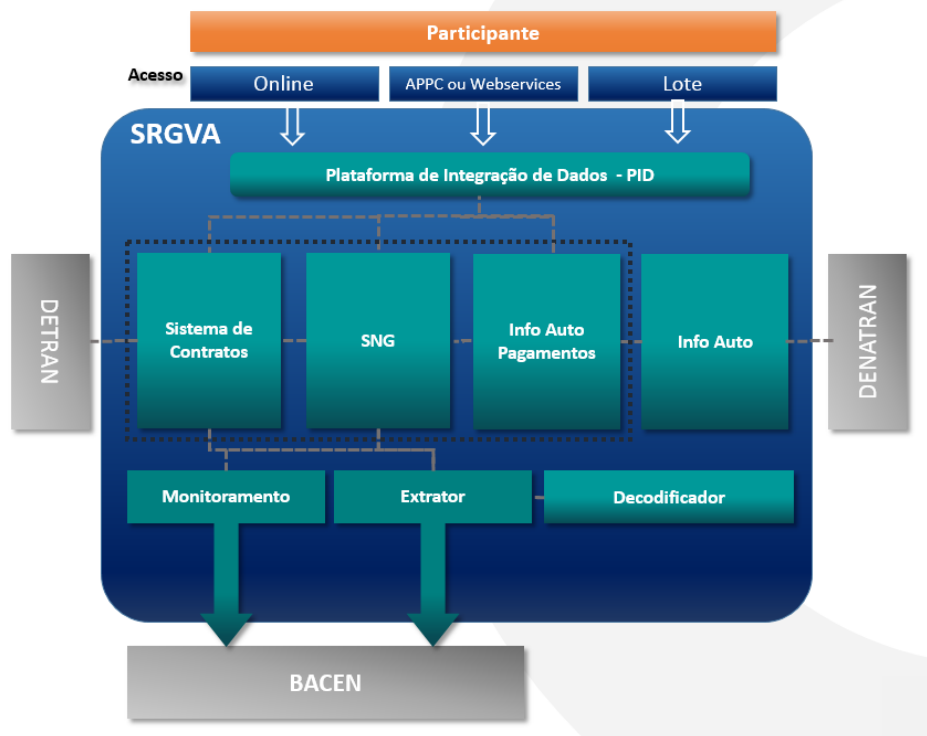 Participante
Acesso
Online
APPC ou Webservices
Lote
SRGVA
Plataforma de Integração de Dados - PID
DETRAN
Sistema de
Contratos
SNG
Info Auto
Pagamentos
Info Auto
DENATRAN
Monitoramento
Extrator
Decodificador
BACEN